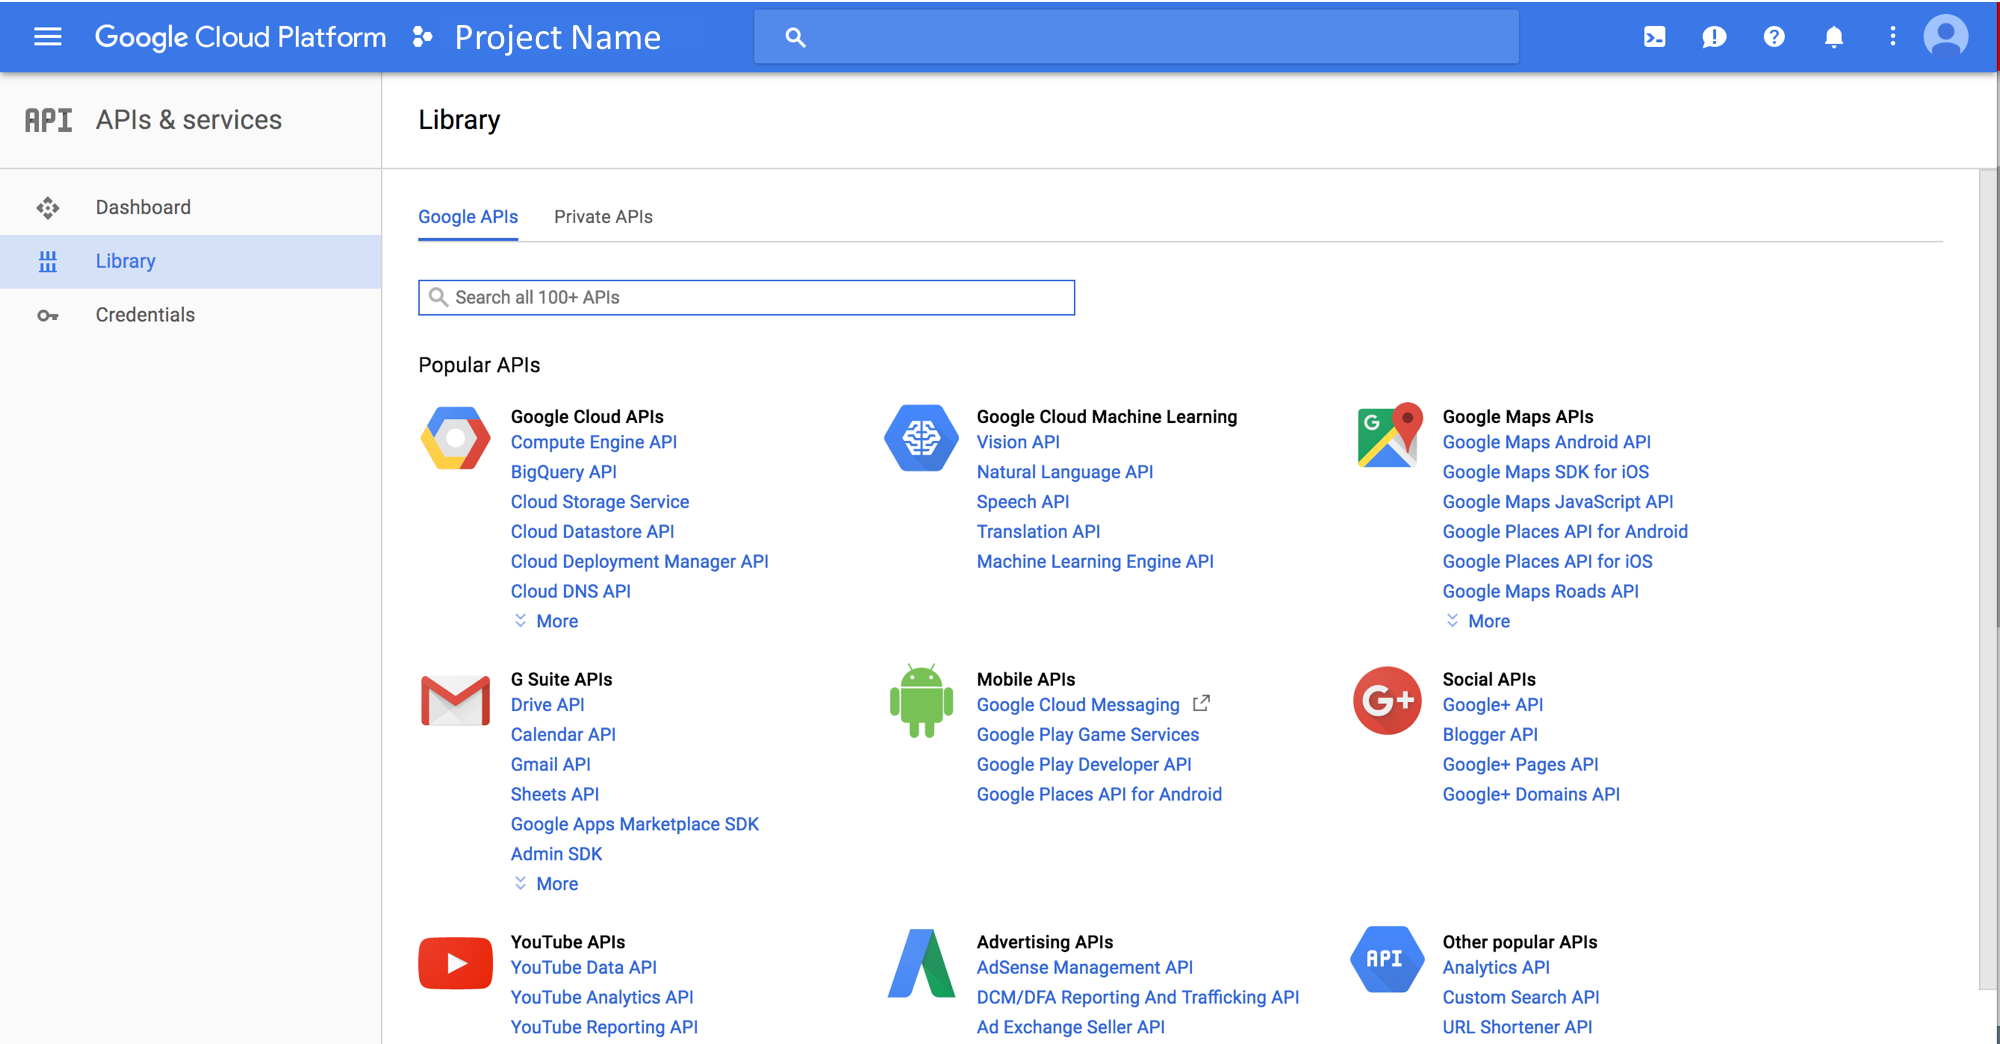 Google Cloud Platform Project Name
API APIs & services
Library
Dashboard
Library
Credentials
Google APIs Private APIs
Search all 100+ APIs
Popular APIs
Google Cloud APIs
Compute Engine API
BigQuery API
Cloud Storage Service
Cloud Datastore API
Cloud Deployment Manager API
Cloud DNS API
More
Google Cloud Machine Learning
Vision API
Natural Language API
Speech API
Translation API
Machine Learning Engine API
G
Google Maps APIs
Google Maps Android API
Google Maps SDK for iOS
Google Maps JavaScript API
Google Places API for Android
Google Places API for iOS
Google Maps Roads API
More
G Suite APIs
Drive API
Calendar API
Gmail API
Sheets API
Google Apps Marketplace SDK
Admin SDK
More
Mobile APIs
Google Cloud Messaging
Google Play Game Services
Google Play Developer API
Google Places API for Android
G+
Social APIs
Google+ API
Blogger API
Google+ Pages API
Google+ Domains API
YouTube APIs
YouTube Data API
YouTube Analytics API
YouTube Reporting API
Advertising APIs
AdSense Management API
DCM/DFA Reporting And Trafficking API
Ad Exchange Seller API
API
Other popular APIs
Analytics API
Custom Search API
URL Shortener API